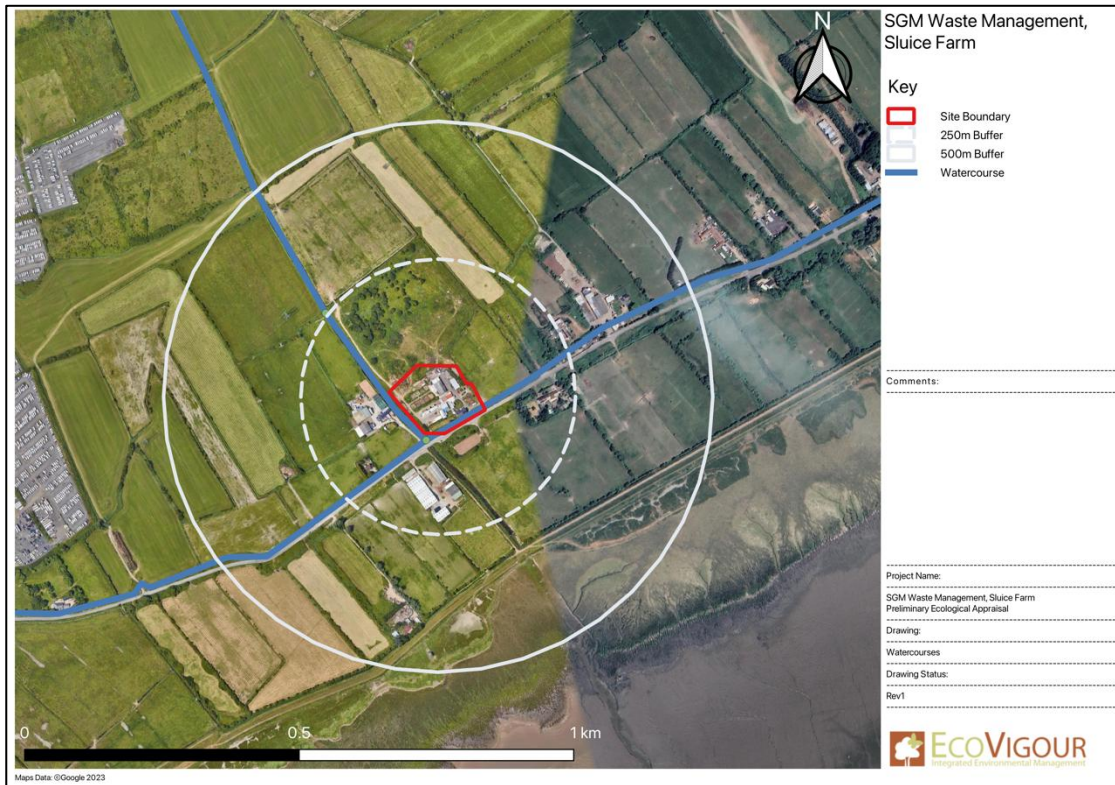 SGM Waste Management,
Sluice Farm
N
Key
Site Boundary
250m Buffer
500m Buffer
Watercourse
Comments:
Project Name:
SGM Waste Management, Sluice Farm
Preliminary Ecological Appraisal
Drawing:
Watercourses
Drawing Status:
Rev1
ECOVIGOUR
Integrated Environmental Management
0 0.5 1 km
Maps Data: ©Google 2023